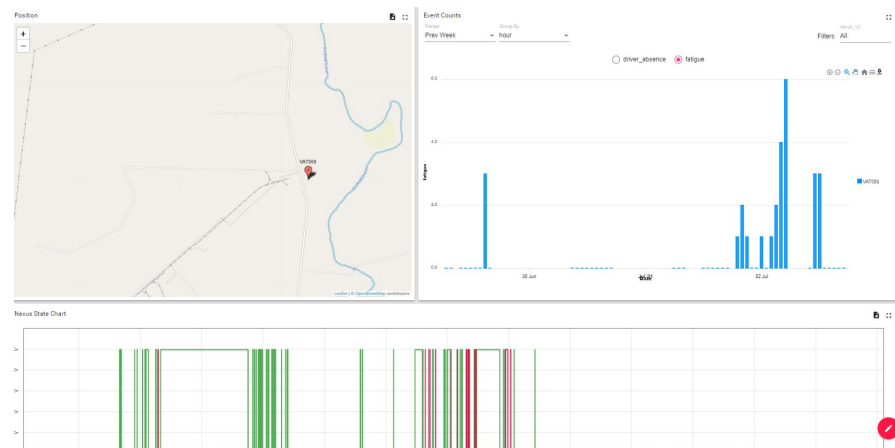 Position
+
−
VAT069
Leaflet | © OpenStreetMap contributors
Event Counts
Range
Prev Week
Group By
hour
Filters
All
driver_absence
fatigue
6.0
4.0
2.0
0.0
fatigue
30 Jun
Jul '21
02 Jul
VAT069
Nexus State Chart